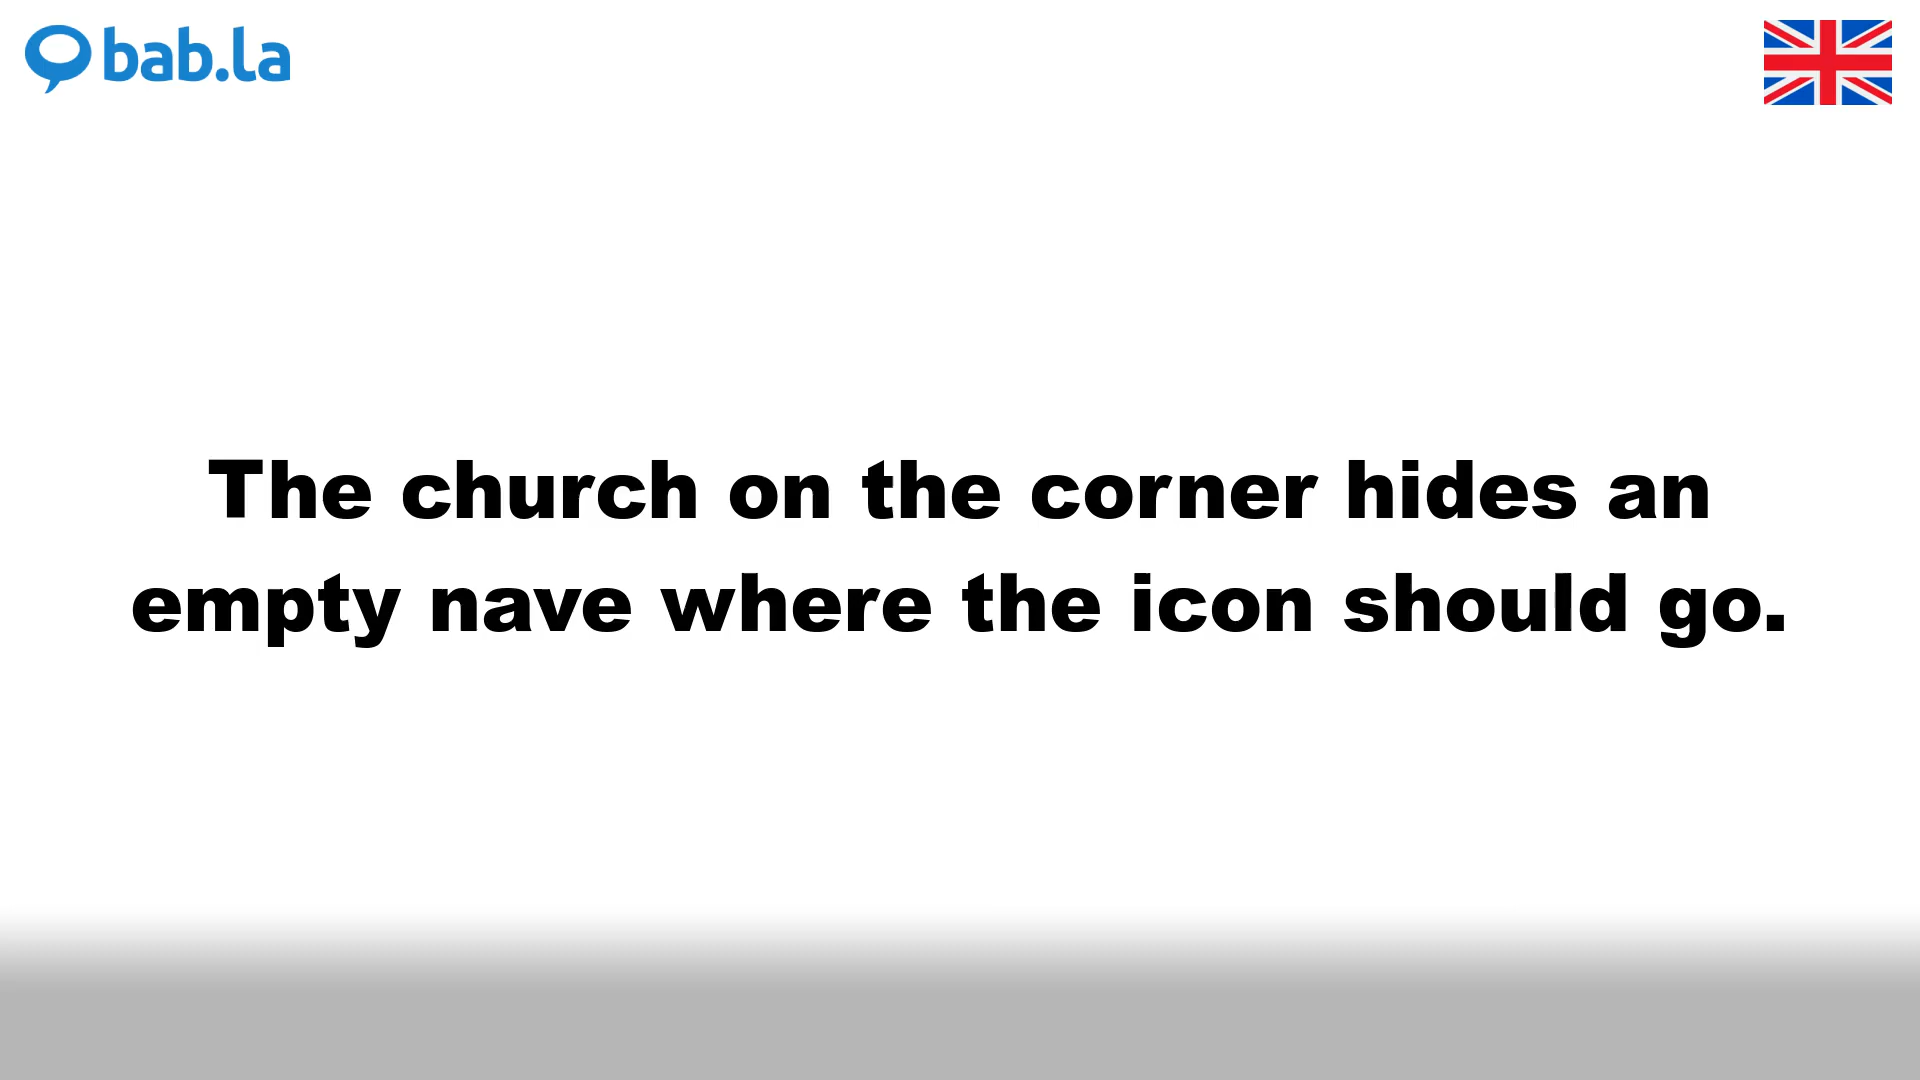 bab.la
The church on the corner hides an
empty nave where the icon should go.